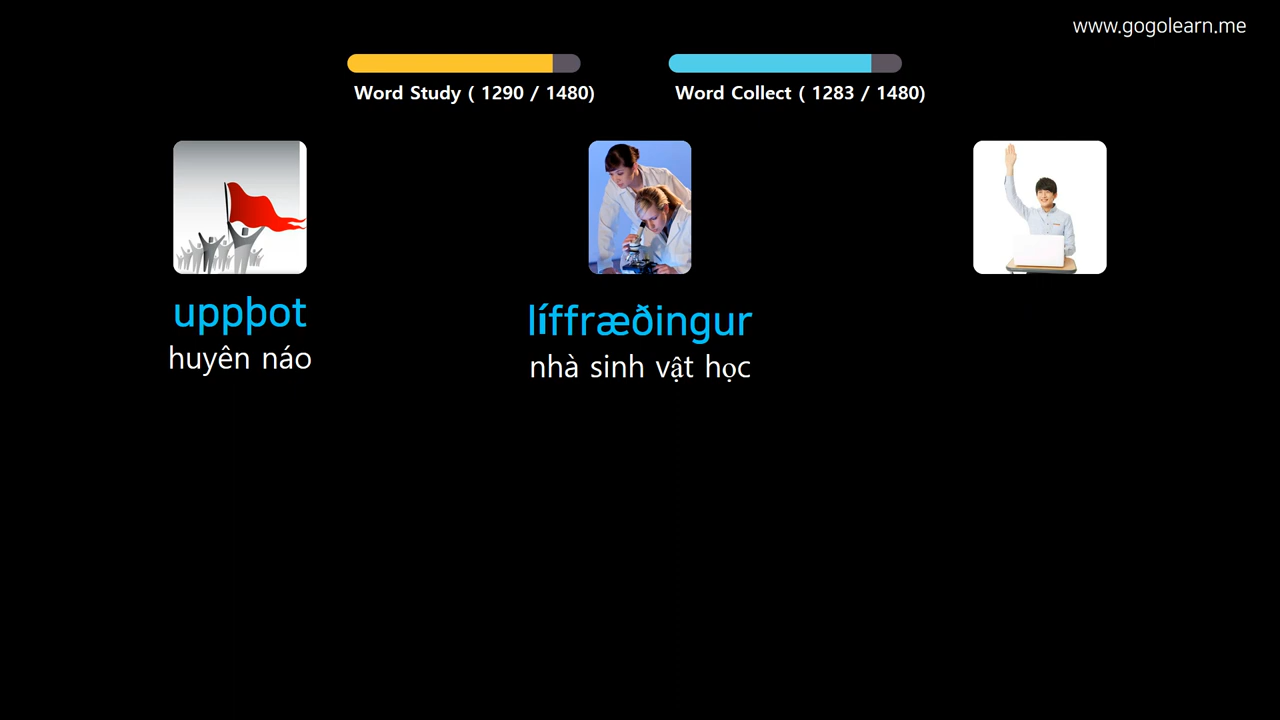 www.gogolearn.me
Word Study ( 1290 / 1480)
Word Collect ( 1283 / 1480)
uppþot
huyên náo
líffræðingur
nhà sinh vật học